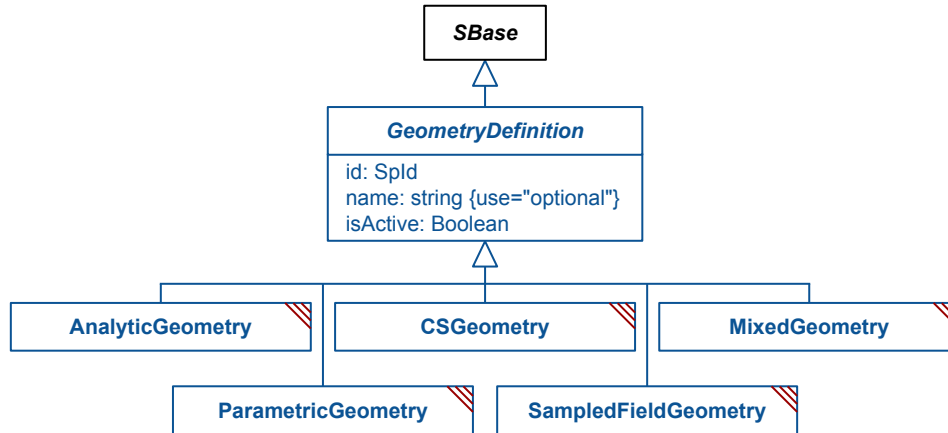 SBase
GeometryDefinition
id: SpId
name: string {use="optional"}
isActive: Boolean
AnalyticGeometry
CSGeometry
MixedGeometry
ParametricGeometry
SampledFieldGeometry